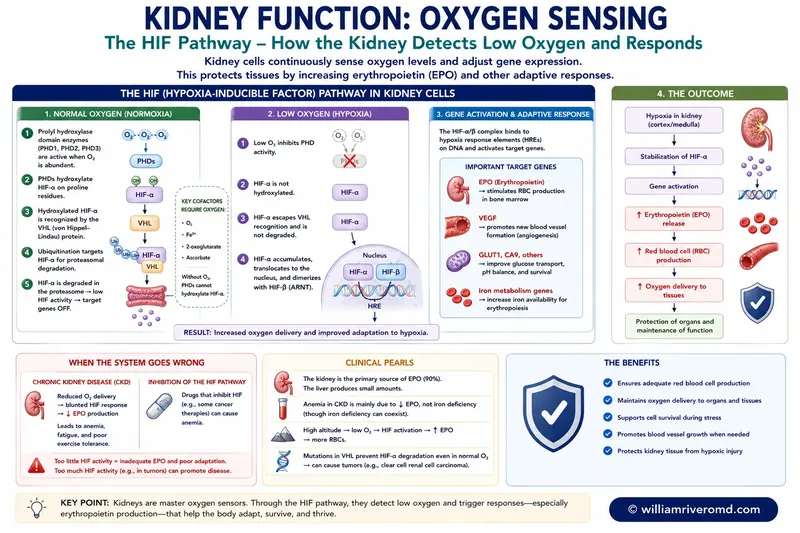 KIDNEY FUNCTION: OXYGEN SENSING
The HIF Pathway – How the Kidney Detects Low Oxygen and Responds
Kidney cells continuously sense oxygen levels and adjust gene expression.
This protects tissues by increasing erythropoietin (EPO) and other adaptive responses.
THE HIF (HYPOXIA-INDUCIBLE FACTOR) PATHWAY IN KIDNEY CELLS
1. NORMAL OXYGEN (NORMOXIA)
1 Prolyl hydroxylase
domain enzymes
(PHD1, PHD2, PHD3)
are active when O₂
is abundant.
2 PHDs hydroxylate
HIF-α on proline
residues.
3 Hydroxylated HIF-α
is recognized by the
VHL (von Hippel–
Lindau) protein.
4 Ubiquitination targets
HIF-α for proteasomal
degradation.
5 HIF-α is degraded in
the proteasome → low
HIF activity → target
genes OFF.
O₂ O₂ O₂
PHDs
OH OH
HIF-α
VHL
Ub Ub Ub
HIF-α
VHL
KEY COFACTORS
REQUIRE OXYGEN:
• O₂
• Fe²⁺
• 2-oxoglutarate
• Ascorbate
Without O₂,
PHDs cannot
hydroxylate HIF-α.
2. LOW OXYGEN (HYPOXIA)
1 Low O₂ inhibits PHD
activity.
2 HIF-α is not hydroxylated.
3 HIF-α escapes VHL
recognition and is
not degraded.
4 HIF-α accumulates,
translocates to the
nucleus, and dimerizes
with HIF-β (ARNT).
O₂ O₂
PHDs
HIF-α
HIF-α
Nucleus
HIF-α HIF-β
HRE
3. GENE ACTIVATION & ADAPTIVE RESPONSE
The HIF-α/β complex binds to
hypoxia response elements (HREs)
on DNA and activates target genes.
IMPORTANT TARGET GENES
EPO (Erythropoietin)
→ stimulates RBC production
in bone marrow
VEGF
→ promotes new blood vessel
formation (angiogenesis)
GLUT1, CA9, others
→ improve glucose transport,
pH balance, and survival
Iron metabolism genes
→ increase iron availability for
erythropoiesis
RESULT: Increased oxygen delivery and improved adaptation to hypoxia.
4. THE OUTCOME
Hypoxia in kidney
(cortex/medulla)
Stabilization of HIF-α
Gene activation
↑ Erythropoietin (EPO)
release
↑ Red blood cell (RBC)
production
↑ Oxygen delivery to
tissues
Protection of organs and
maintenance of function
WHEN THE SYSTEM GOES WRONG
CHRONIC KIDNEY DISEASE (CKD)
Reduced O₂ delivery
→ blunted HIF response
→ ↓ EPO production
Leads to anemia,
fatigue, and poor
exercise tolerance.
INHIBITION OF THE HIF PATHWAY
Drugs that inhibit HIF
(e.g., some cancer
therapies) can cause
anemia.
Too little HIF activity = inadequate EPO and poor adaptation.
Too much HIF activity (e.g., in tumors) can promote disease.
CLINICAL PEARLS
The kidney is the primary source of EPO (90%).
The liver produces small amounts.
Anemia in CKD is mainly due to ↓ EPO, not iron deficiency
(though iron deficiency can coexist).
High altitude → low O₂ → HIF activation → ↑ EPO
→ more RBCs.
Mutations in VHL prevent HIF-α degradation even in normal O₂
→ can cause tumors (e.g., clear cell renal cell carcinoma).
THE BENEFITS
Ensures adequate red blood cell production
Maintains oxygen delivery to organs and tissues
Supports cell survival during stress
Promotes blood vessel growth when needed
Protects kidney tissue from hypoxic injury
KEY POINT: Kidneys are master oxygen sensors. Through the HIF pathway, they detect low oxygen and trigger responses—especially
erythropoietin production—that help the body adapt, survive, and thrive.
© williamriveromd.com